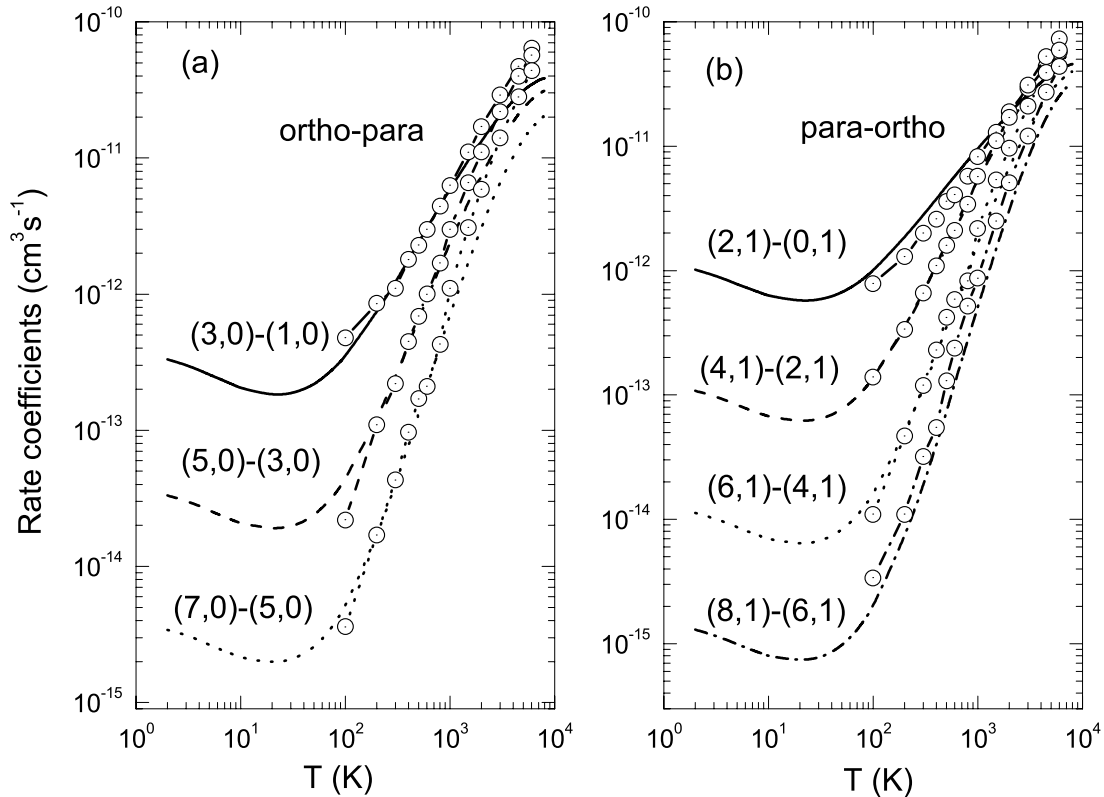 Rate coefficients (cm³s⁻¹)
10⁻¹⁰
10⁻¹¹
10⁻¹²
10⁻¹³
10⁻¹⁴
10⁻¹⁵
(a)
ortho-para
(3,0)-(1,0)
(5,0)-(3,0)
(7,0)-(5,0)
10⁰ 10¹ 10² 10³ 10⁴
T (K)
10⁻¹⁰
10⁻¹¹
10⁻¹²
10⁻¹³
10⁻¹⁴
10⁻¹⁵
(b)
para-ortho
(2,1)-(0,1)
(4,1)-(2,1)
(6,1)-(4,1)
(8,1)-(6,1)
10⁰ 10¹ 10² 10³ 10⁴
T (K)